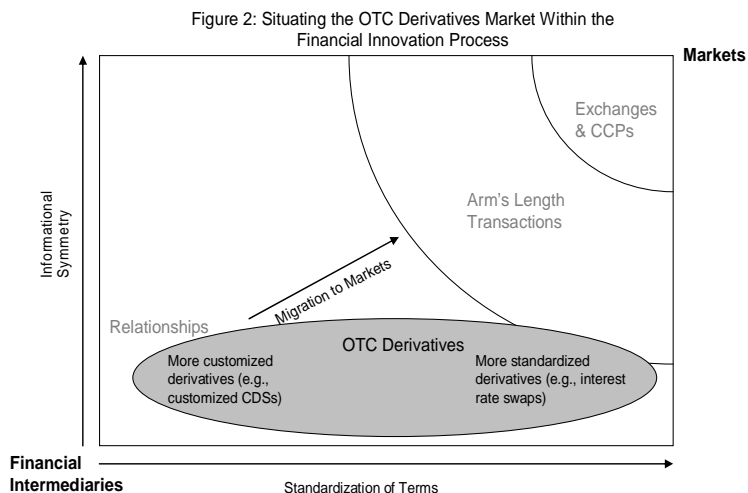 Figure 2: Situating the OTC Derivatives Market Within the
Financial Innovation Process
Markets
Exchanges
& CCPs
Arm's Length
Transactions
Informational
Symmetry
Migration to Markets
Relationships
OTC Derivatives
More customized
derivatives (e.g.,
customized CDSs)
More standardized
derivatives (e.g., interest
rate swaps)
Financial
Intermediaries
Standardization of Terms